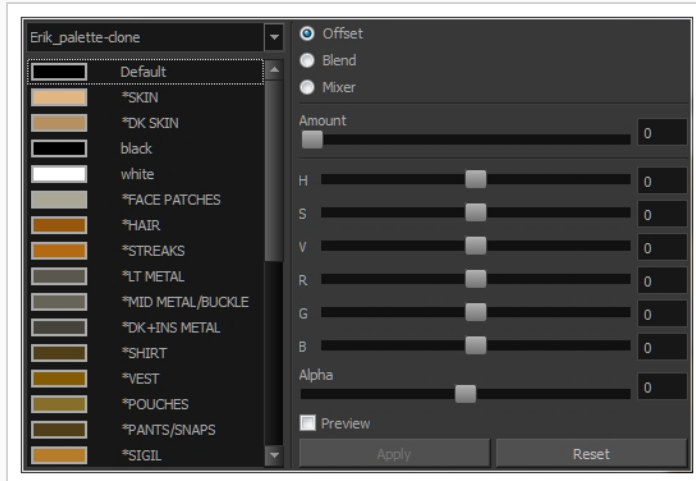 Erik_palette-clone
Default
*SKIN
*DK SKIN
black
white
*FACE PATCHES
*HAIR
*STREAKS
*LT METAL
*MID METAL/BUCKLE
*DK+INS METAL
*SHIRT
*VEST
*POUCHES
*PANTS/SNAPS
*SIGIL
Offset
Blend
Mixer
Amount
0
H 0
S 0
V 0
R 0
G 0
B 0
Alpha
0
Preview
Apply Reset